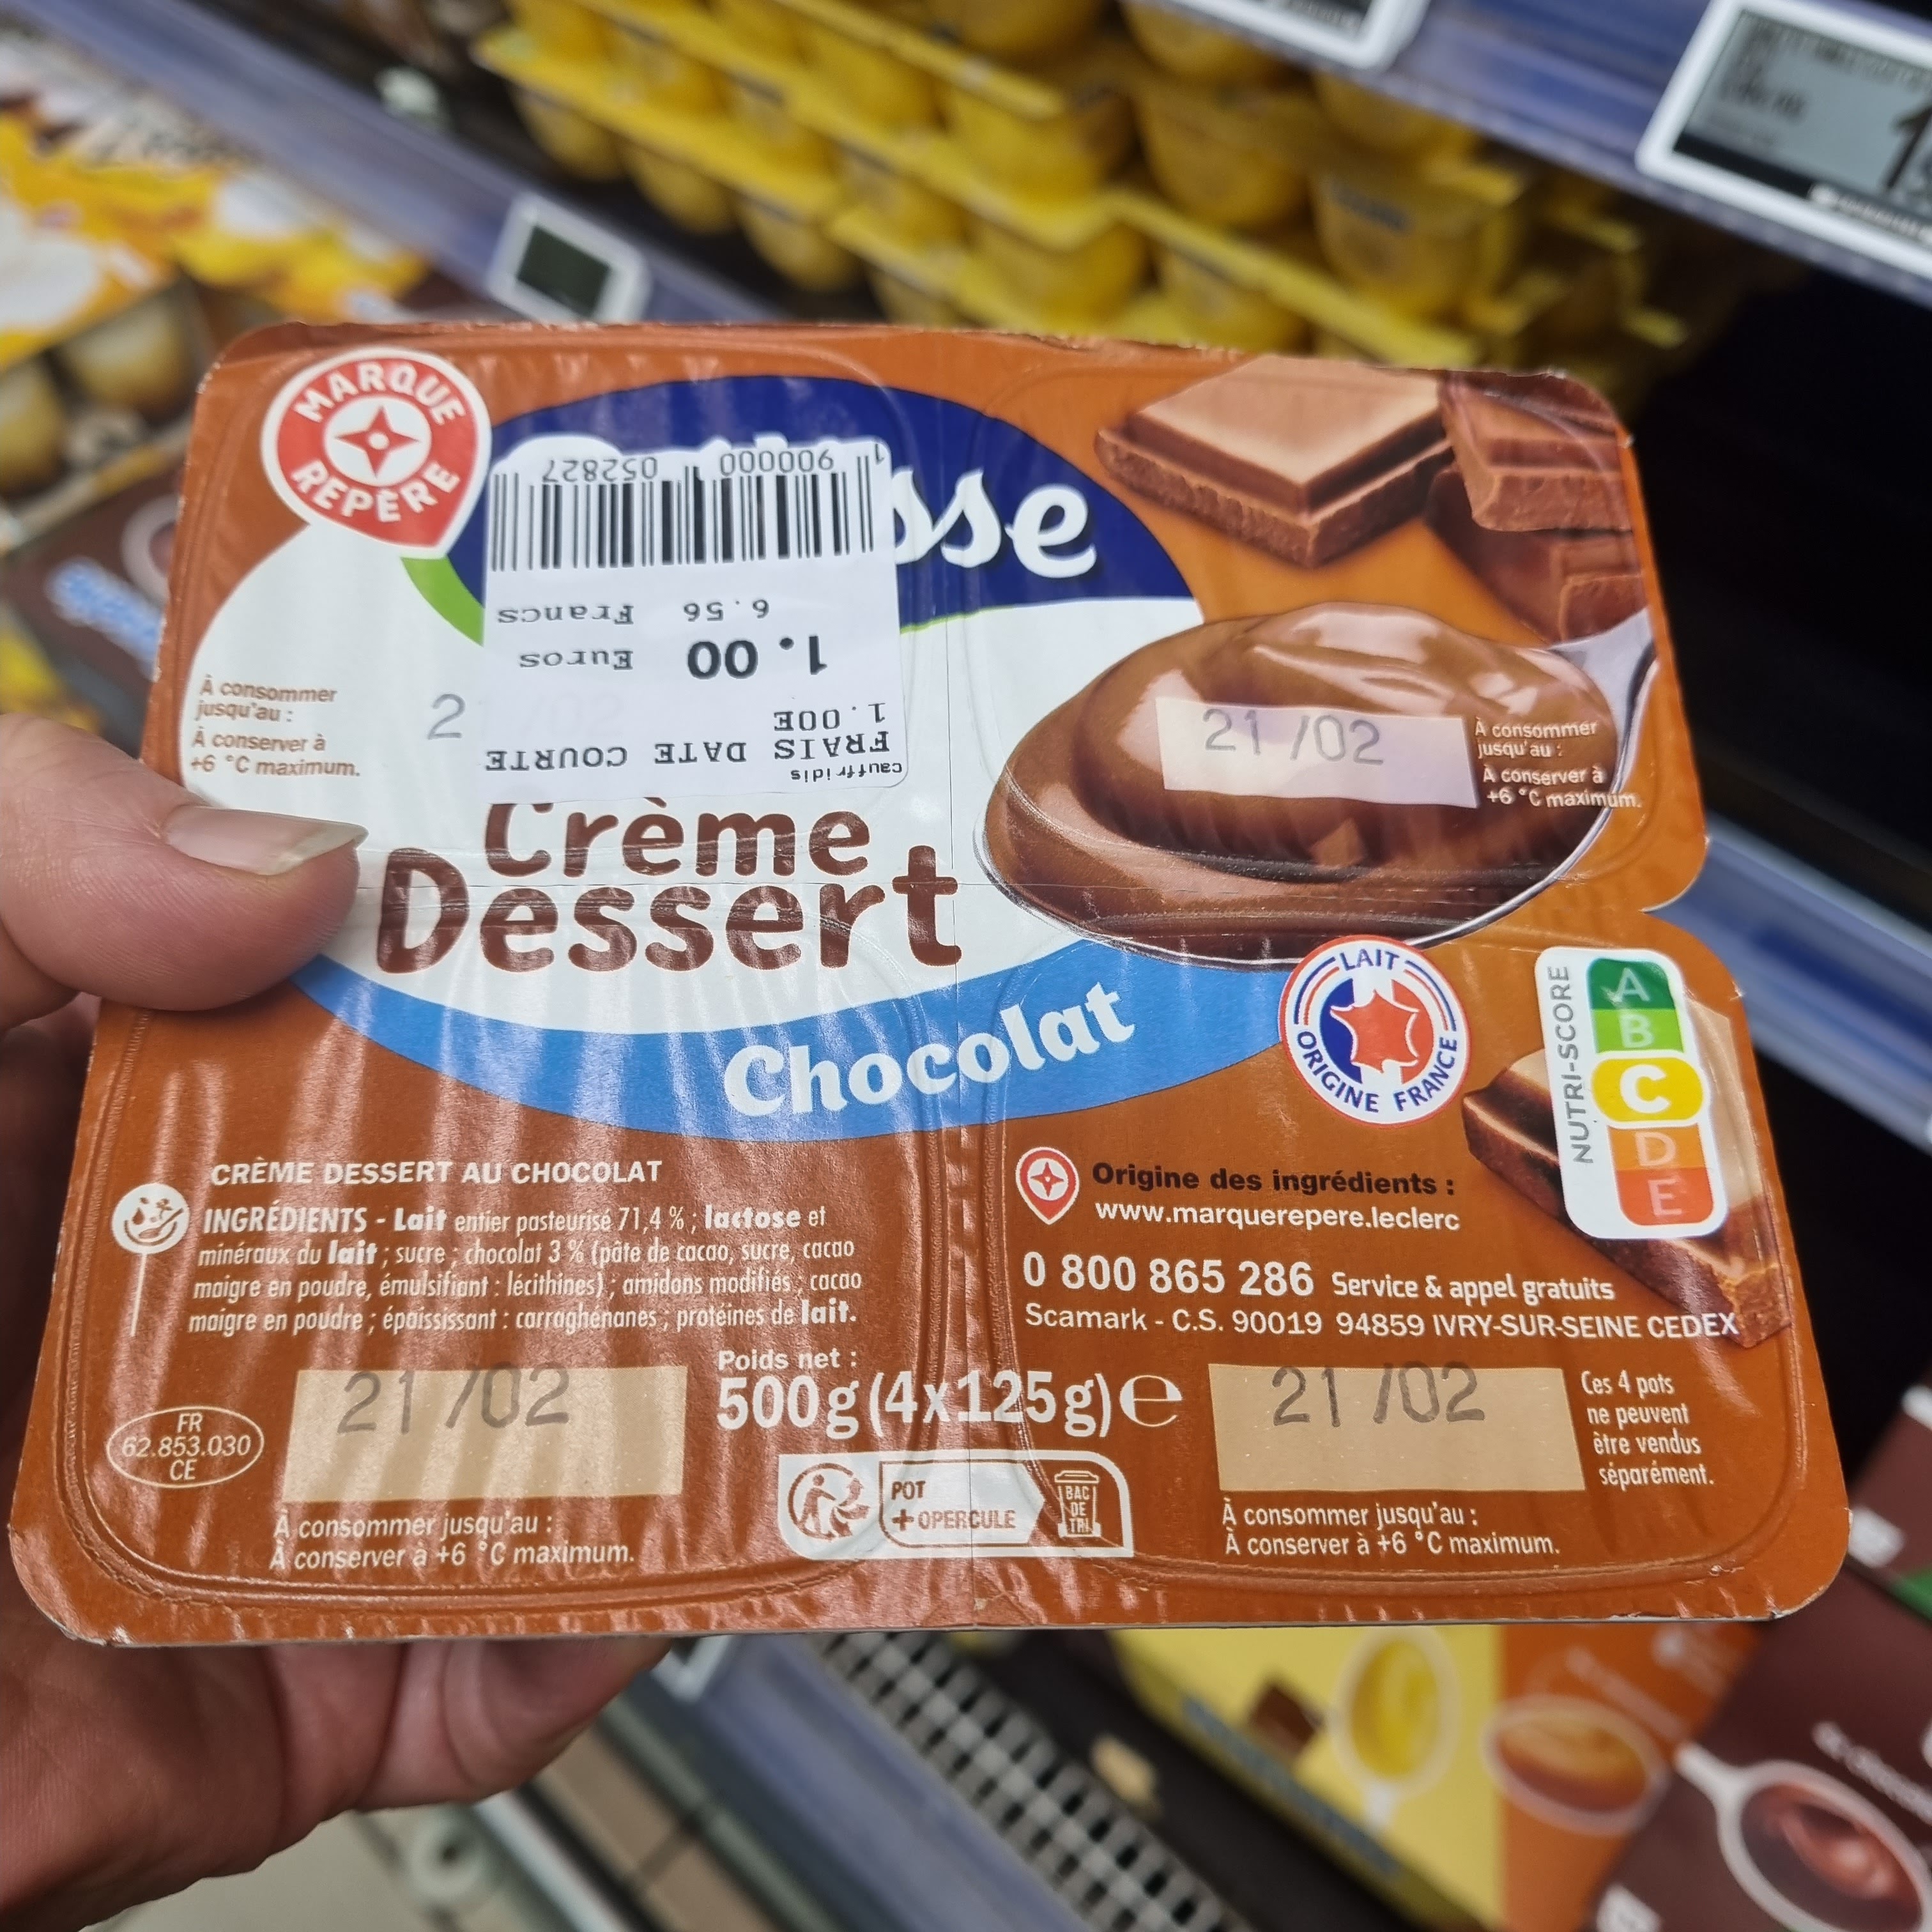 MARQUE
REPÈRE
sse
1 900000 052827
6.56 Francs
1.00 Euros
1.00E
FRAIS DATE COURTE
cauffridis
À consommer
jusqu'au :
À conserver à
+6 °C maximum.
2
21/02
À consommer
jusqu'au :
À conserver à
+6 °C maximum.
Crème
Dessert
Chocolat
LAIT
ORIGINE FRANCE
NUTRI-SCORE
A
B
C
D
E
CRÈME DESSERT AU CHOCOLAT
INGRÉDIENTS - Lait entier pasteurisé 71,4 % ; lactose et
minéraux du lait ; sucre ; chocolat 3 % (pâte de cacao, sucre, cacao
maigre en poudre, émulsifiant : lécithines) ; amidons modifiés ; cacao
maigre en poudre ; épaississant : carraghénanes ; protéines de lait.
Origine des ingrédients :
www.marquerepere.leclerc
0 800 865 286 Service & appel gratuits
Scamark - C.S. 90019 94859 IVRY-SUR-SEINE CEDEX
FR
62.853.030
CE
21/02
À consommer jusqu'au :
À conserver à +6 °C maximum.
Poids net :
500g (4x125g) e
POT
+ OPERCULE
BAC
DE
TRI
21/02
À consommer jusqu'au :
À conserver à +6 °C maximum.
Ces 4 pots
ne peuvent
être vendus
séparément.